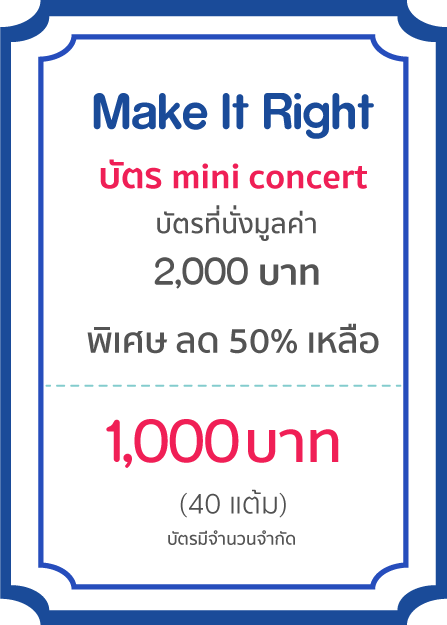 Make It Right
บัตร mini concert
บัตรที่นั่งมูลค่า
2,000 บาท
พิเศษ ลด 50% เหลือ
1,000 บาท
(40 แต้ม)
บัตรมีจำนวนจำกัด